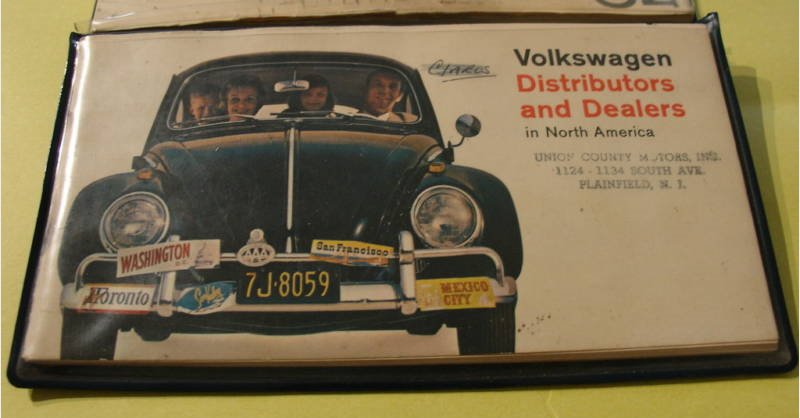 Volkswagen
Distributors
and Dealers
in North America
UNION COUNTY MOTORS, INC.
1124 - 1134 SOUTH AVE.
PLAINFIELD, N. J.
WASHINGTON
D.C.
San Francisco
Toronto
7J·8059
MEXICO
CITY